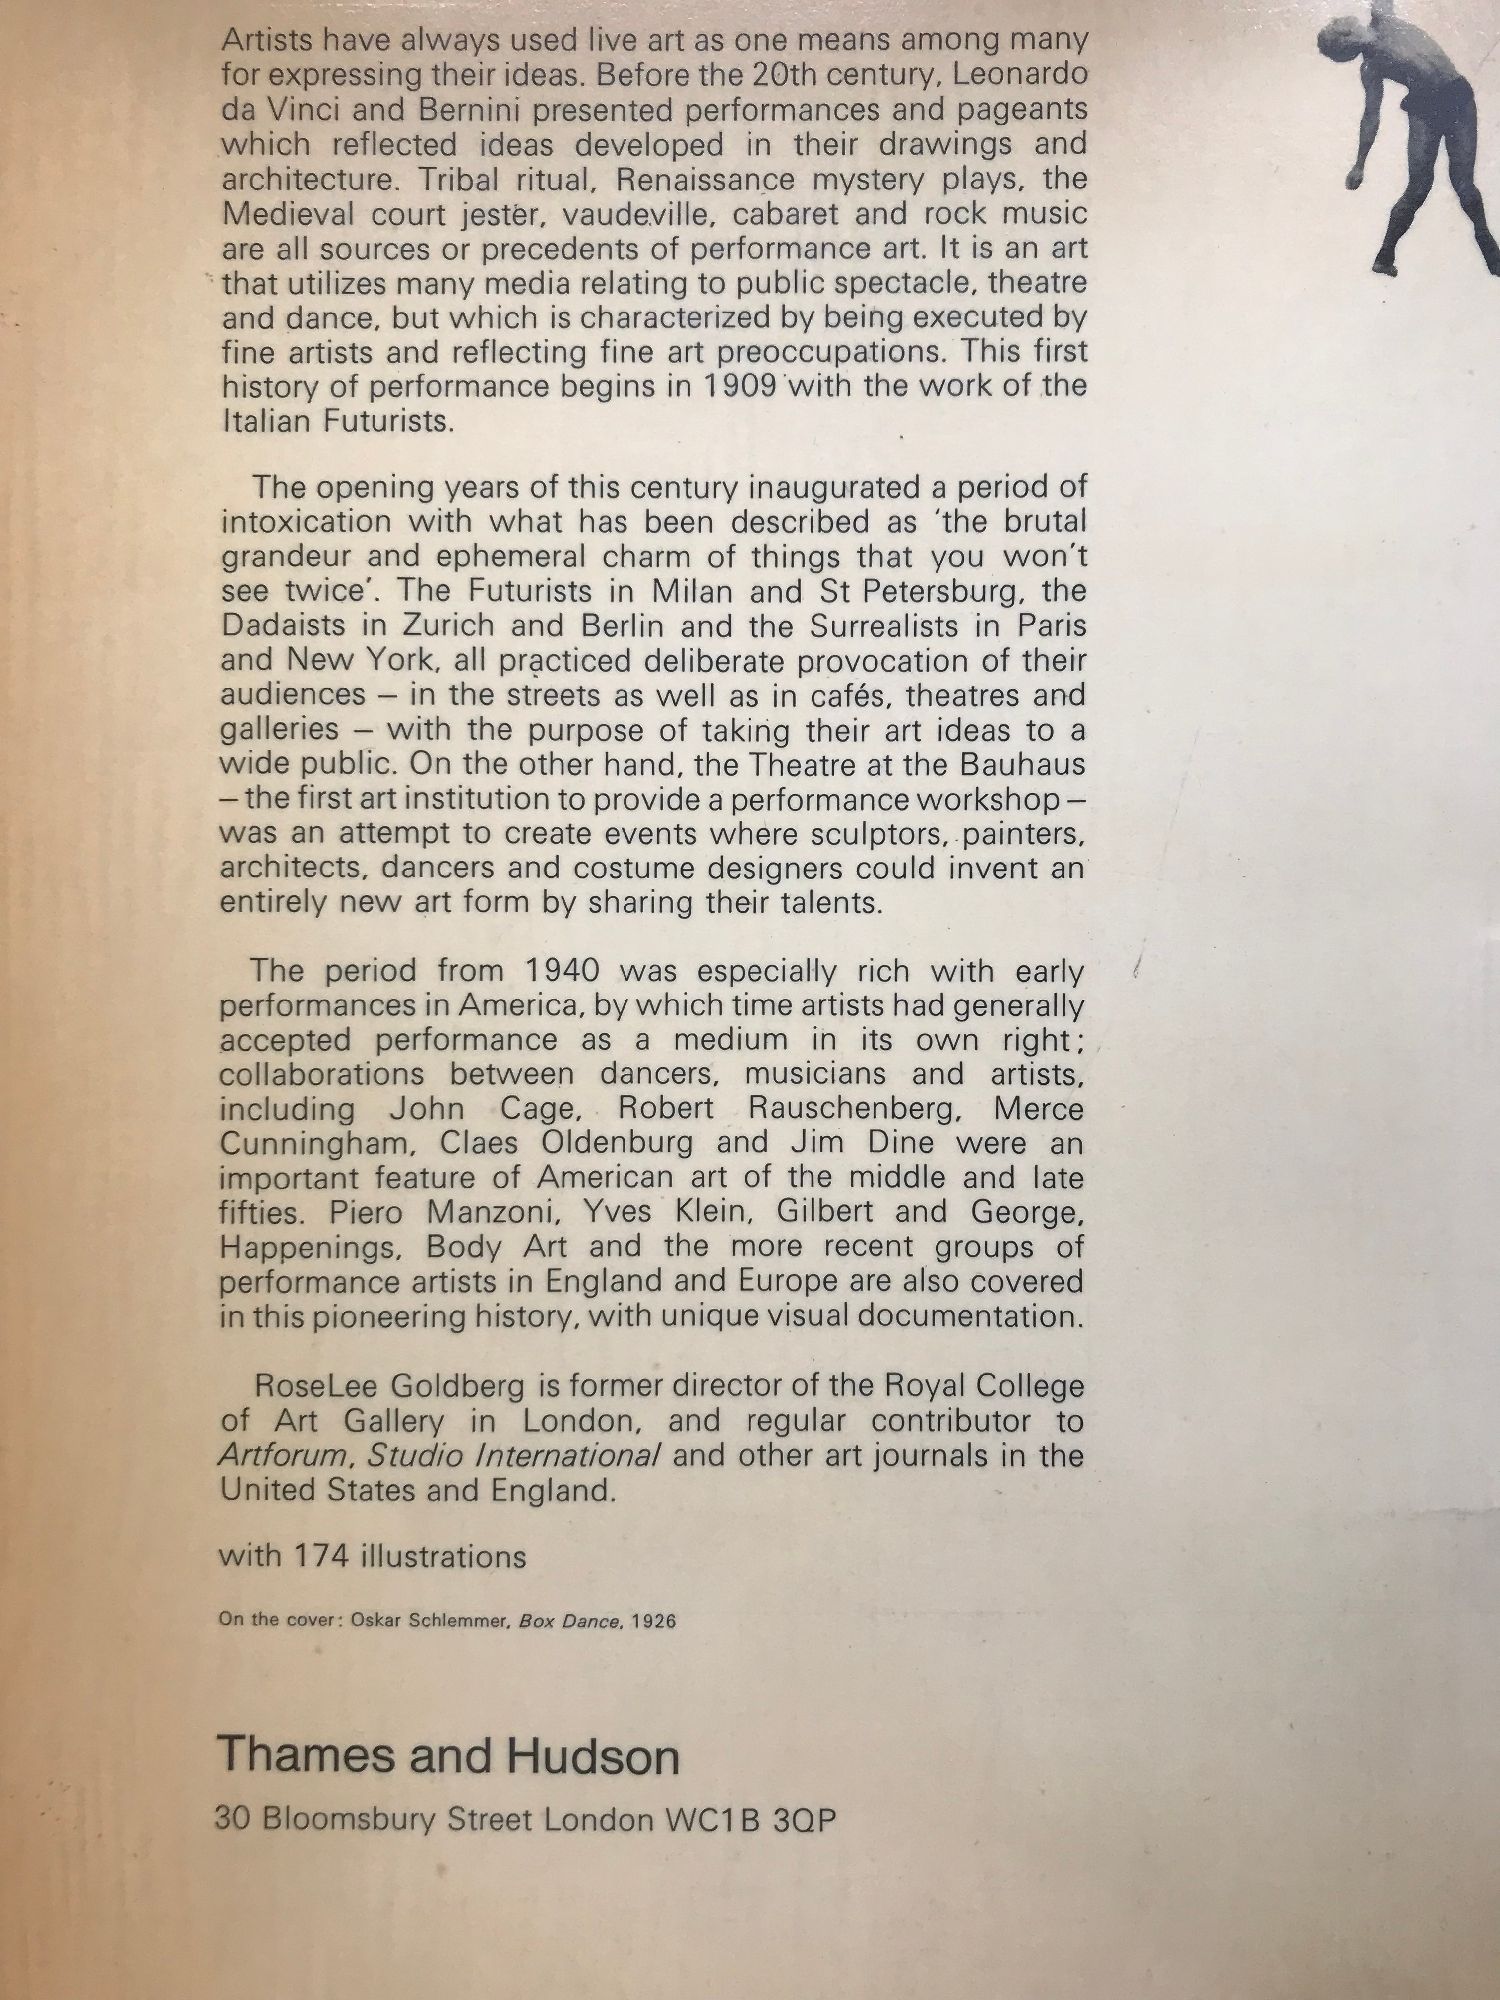 Artists have always used live art as one means among many
for expressing their ideas. Before the 20th century, Leonardo
da Vinci and Bernini presented performances and pageants
which reflected ideas developed in their drawings and
architecture. Tribal ritual, Renaissance mystery plays, the
Medieval court jester, vaudeville, cabaret and rock music
are all sources or precedents of performance art. It is an art
that utilizes many media relating to public spectacle, theatre
and dance, but which is characterized by being executed by
fine artists and reflecting fine art preoccupations. This first
history of performance begins in 1909 with the work of the
Italian Futurists.
The opening years of this century inaugurated a period of
intoxication with what has been described as ‘the brutal
grandeur and ephemeral charm of things that you won’t
see twice’. The Futurists in Milan and St Petersburg, the
Dadaists in Zurich and Berlin and the Surrealists in Paris
and New York, all practiced deliberate provocation of their
audiences – in the streets as well as in cafés, theatres and
galleries – with the purpose of taking their art ideas to a
wide public. On the other hand, the Theatre at the Bauhaus
– the first art institution to provide a performance workshop –
was an attempt to create events where sculptors, painters,
architects, dancers and costume designers could invent an
entirely new art form by sharing their talents.
The period from 1940 was especially rich with early
performances in America, by which time artists had generally
accepted performance as a medium in its own right;
collaborations between dancers, musicians and artists,
including John Cage, Robert Rauschenberg, Merce
Cunningham, Claes Oldenburg and Jim Dine were an
important feature of American art of the middle and late
fifties. Piero Manzoni, Yves Klein, Gilbert and George,
Happenings, Body Art and the more recent groups of
performance artists in England and Europe are also covered
in this pioneering history, with unique visual documentation.
RoseLee Goldberg is former director of the Royal College
of Art Gallery in London, and regular contributor to
Artforum, Studio International and other art journals in the
United States and England.
with 174 illustrations
On the cover: Oskar Schlemmer, Box Dance, 1926
Thames and Hudson
30 Bloomsbury Street London WC1B 3QP